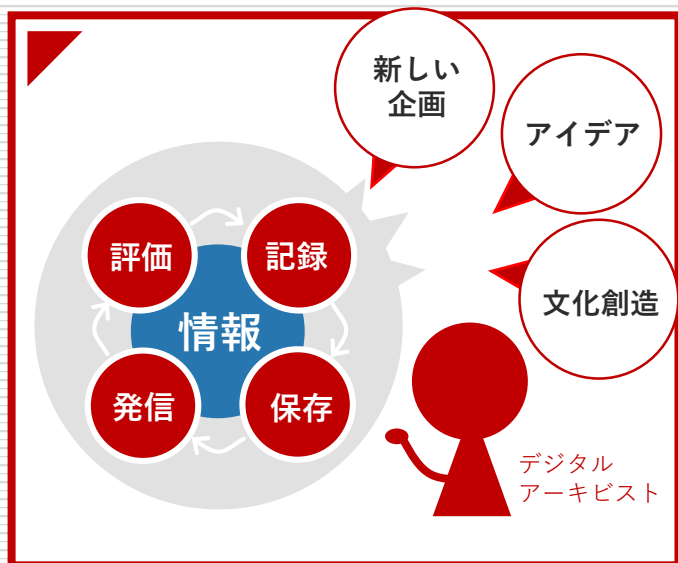 新しい
企画
アイデア
文化創造
評価
記録
情報
発信
保存
デジタル
アーキビスト